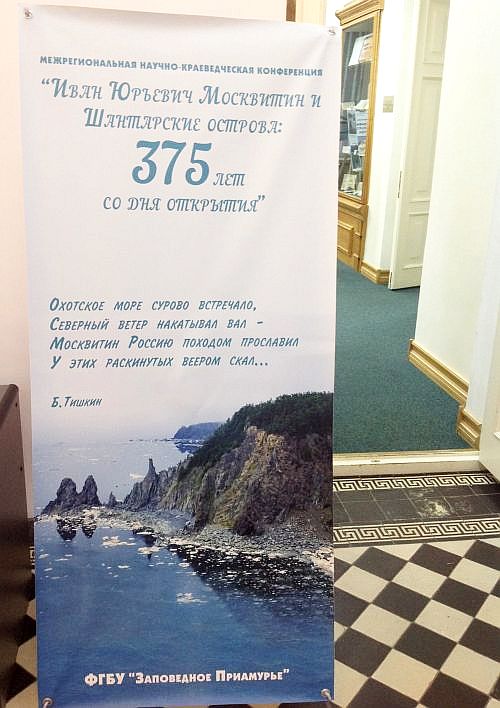 МЕЖРЕГИОНАЛЬНАЯ НАУЧНО-КРАЕВЕДЧЕСКАЯ КОНФЕРЕНЦИЯ
“ИВАН ЮРЬЕВИЧ МОСКВИТИН И
ШАНТАРСКИЕ ОСТРОВА:
375 ЛЕТ
СО ДНЯ ОТКРЫТИЯ”
ОХОТСКОЕ МОРЕ СУРОВО ВСТРЕЧАЛО,
СЕВЕРНЫЙ ВЕТЕР НАКАТЫВАЛ ВАЛ -
МОСКВИТИН РОССИЮ ПОХОДОМ ПРОСЛАВИЛ
У ЭТИХ РАСКИНУТЫХ ВЕЕРОМ СКАЛ...
Б.ТИШКИН
ФГБУ "ЗАПОВЕДНОЕ ПРИАМУРЬЕ"